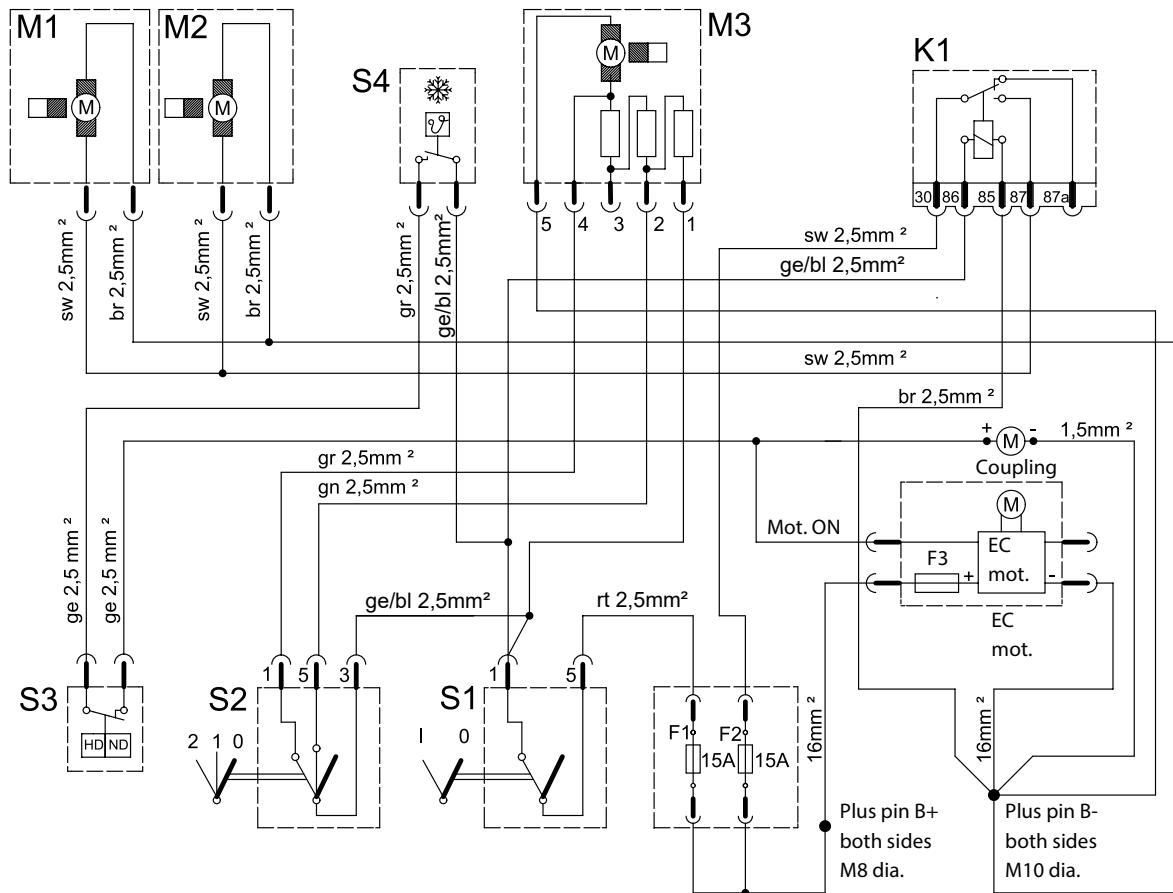 M1
M2
S4
M3
K1
M
M
M
5
4
3
2
1
30
86
85
87
87a
sw 2,5mm ²
br 2,5mm ²
sw 2,5mm ²
br 2,5mm ²
gr 2,5mm ²
ge/bl 2,5mm²
sw 2,5mm ²
ge/bl 2,5mm²
sw 2,5mm ²
br 2,5mm ²
+
M
-
1,5mm ²
Coupling
gr 2,5mm ²
gn 2,5mm ²
M
Mot. ON
EC
mot.
F3
+
-
EC
mot.
ge 2,5 mm ²
ge 2,5 mm ²
ge/bl 2,5mm²
rt 2,5mm²
S3
HD
ND
S2
1
5
3
2 1 0
S1
1
5
I 0
F1
15A
F2
15A
16mm ²
16mm ²
Plus pin B+
both sides
M8 dia.
Plus pin B-
both sides
M10 dia.